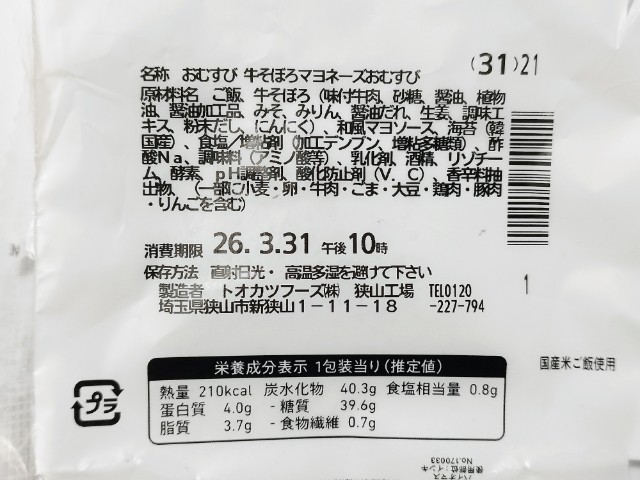 (31)21
名称 おむすび 牛そぼろマヨネーズおむすび
原材料名 ご飯、牛そぼろ(味付牛肉、砂糖、醤油、植物
油、醤油加工品、みそ、みりん、醤油だれ、生姜、調味エ
キス、粉末だし、にんにく)、和風マヨソース、海苔(韓
国産)、食塩/増粘剤(加工デンプン、増粘多糖類)、酢
酸Na、調味料(アミノ酸等)、乳化剤、酒精、リゾチー
ム、酵素、pH調整剤、酸化防止剤(V.C)、香辛料抽
出物、(一部に小麦・卵・牛肉・ごま・大豆・鶏肉・豚肉
・りんごを含む)
消費期限 26.3.31 午後10時
保存方法 直射日光・高温多湿を避けて下さい
製造者 トオカツフーズ㈱ 狭山工場 TEL0120
埼玉県狭山市新狭山1-11-18 -227-794
1
栄養成分表示 1包装当り(推定値)
熱量 210kcal 炭水化物 40.3g 食塩相当量 0.8g
蛋白質 4.0g -糖質 39.6g
脂質 3.7g -食物繊維 0.7g
プラ
国産米ご飯使用
バイオマス
使用部位:インキ
No.170033